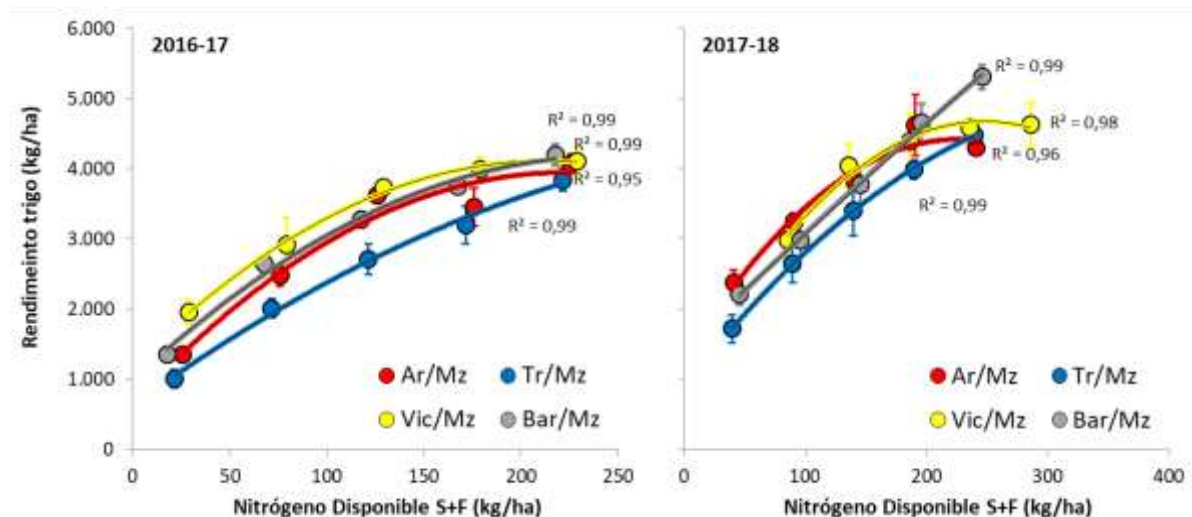 2016-17
2017-18
Rendimeinto trigo (kg/ha)
6.000
5.000
4.000
3.000
2.000
1.000
0
R² = 0,99
R² = 0,99
R² = 0,95
R² = 0,99
R² = 0,99
R² = 0,98
R² = 0,96
R² = 0,99
Ar/Mz Tr/Mz
Vic/Mz Bar/Mz
Ar/Mz Tr/Mz
Vic/Mz Bar/Mz
0 50 100 150 200 250
0 100 200 300 400
Nitrógeno Disponible S+F (kg/ha)
Nitrógeno Disponible S+F (kg/ha)